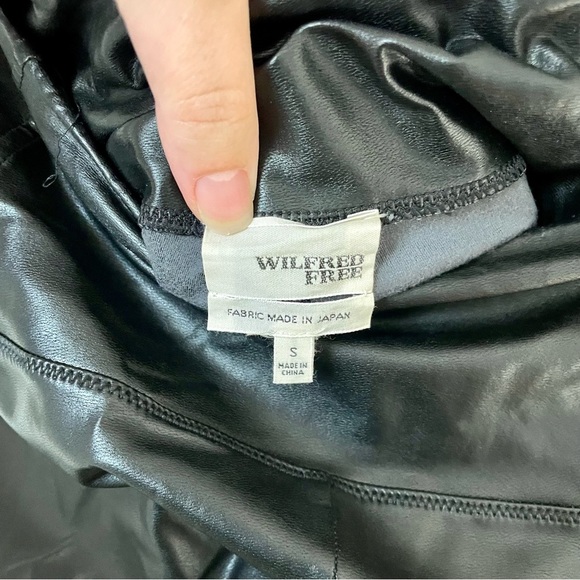 WILFRED
FREE
FABRIC MADE IN JAPAN
S
MADE IN
CHINA